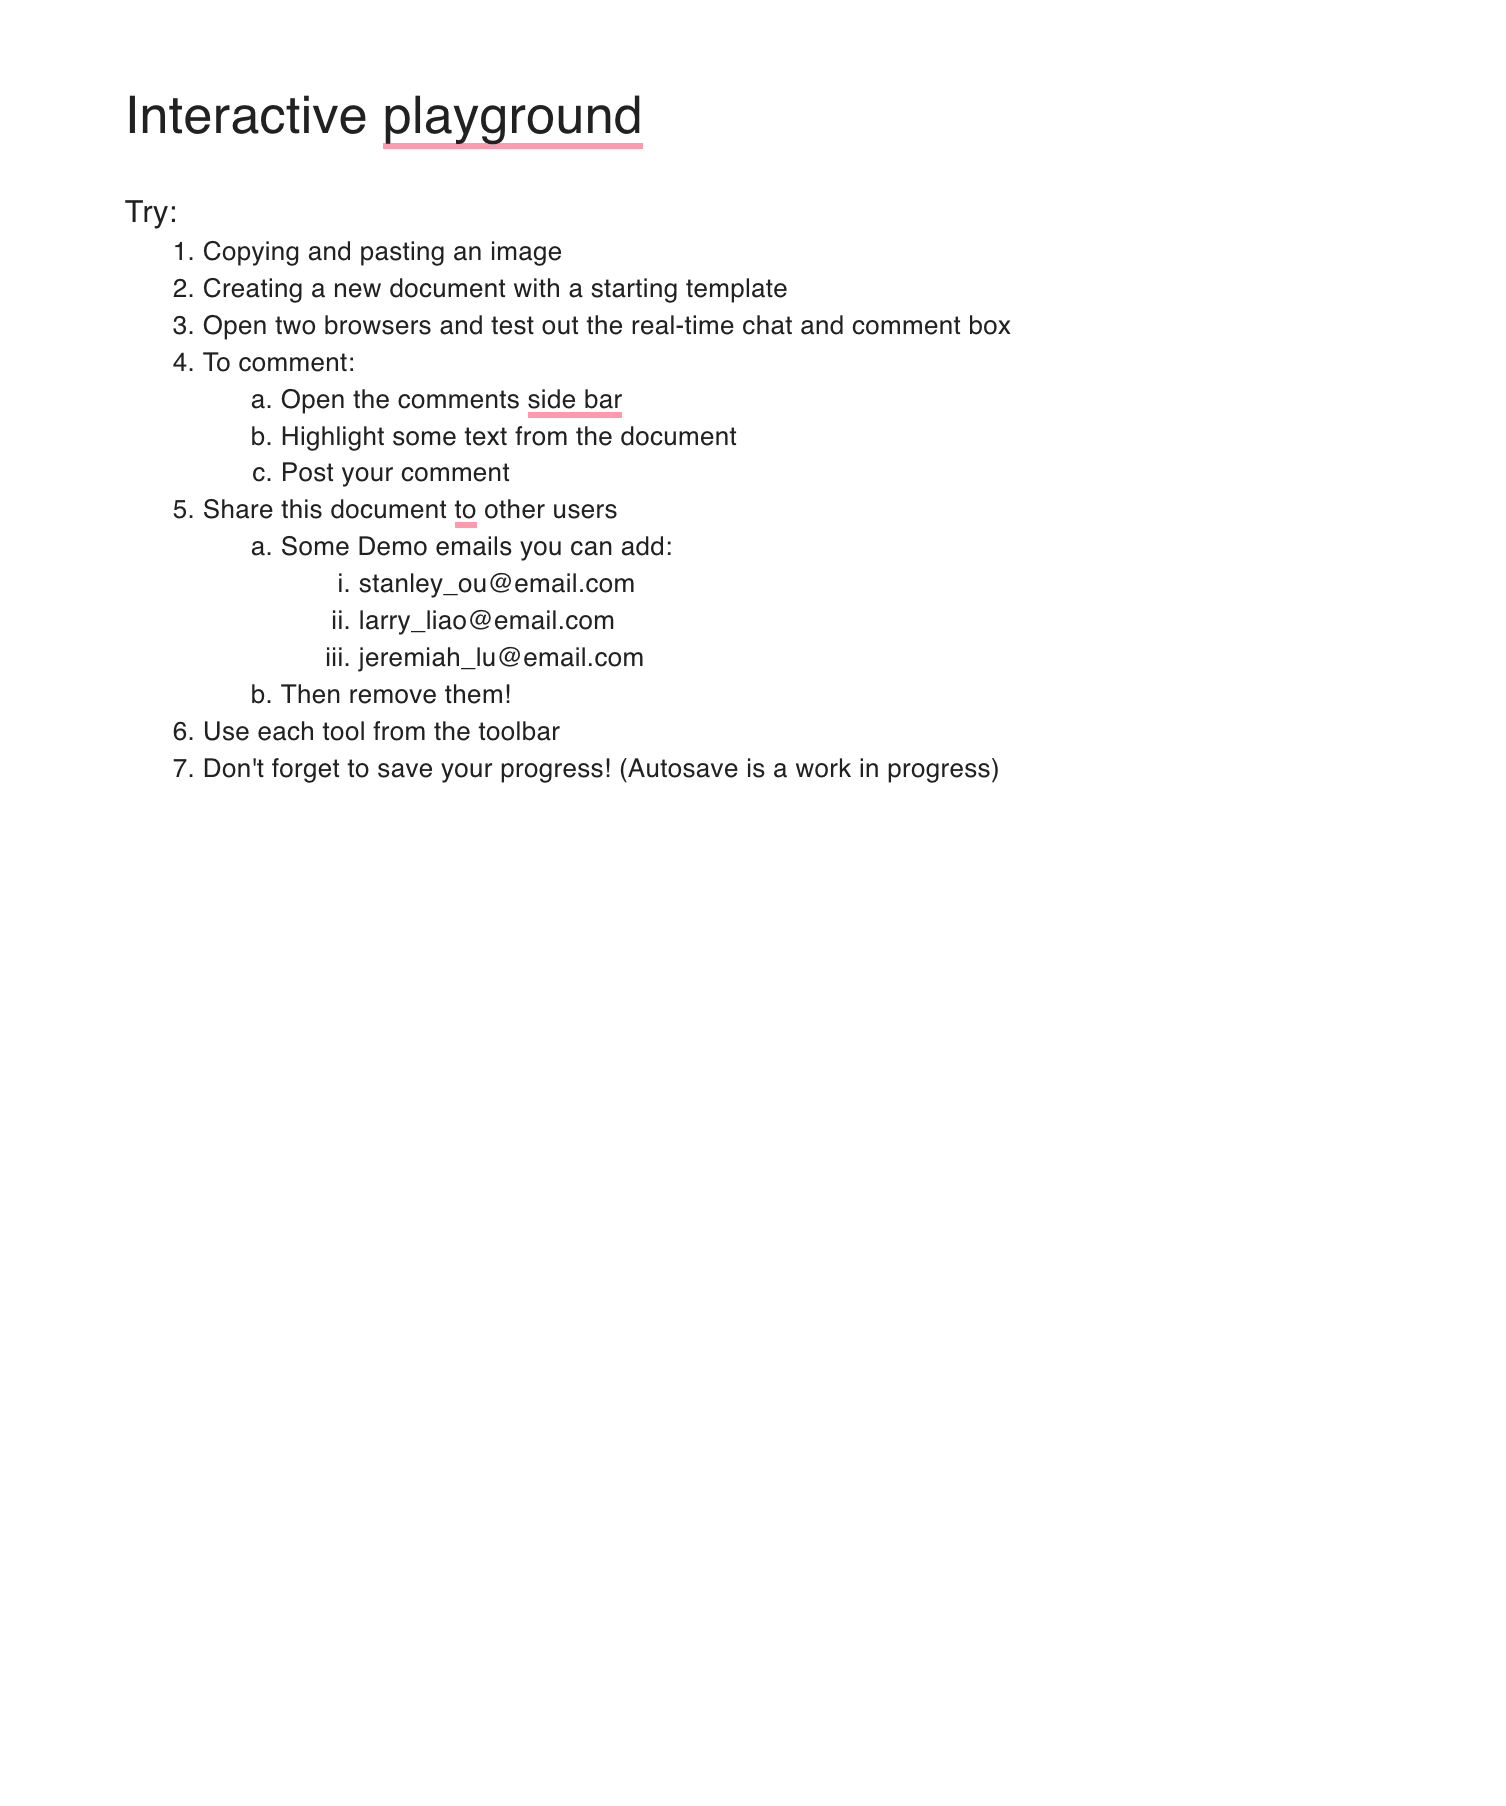 Interactive playground
Try:
1. Copying and pasting an image
2. Creating a new document with a starting template
3. Open two browsers and test out the real-time chat and comment box
4. To comment:
a. Open the comments side bar
b. Highlight some text from the document
c. Post your comment
5. Share this document to other users
a. Some Demo emails you can add:
i. stanley_ou@email.com
ii. larry_liao@email.com
iii. jeremiah_lu@email.com
b. Then remove them!
6. Use each tool from the toolbar
7. Don't forget to save your progress! (Autosave is a work in progress)